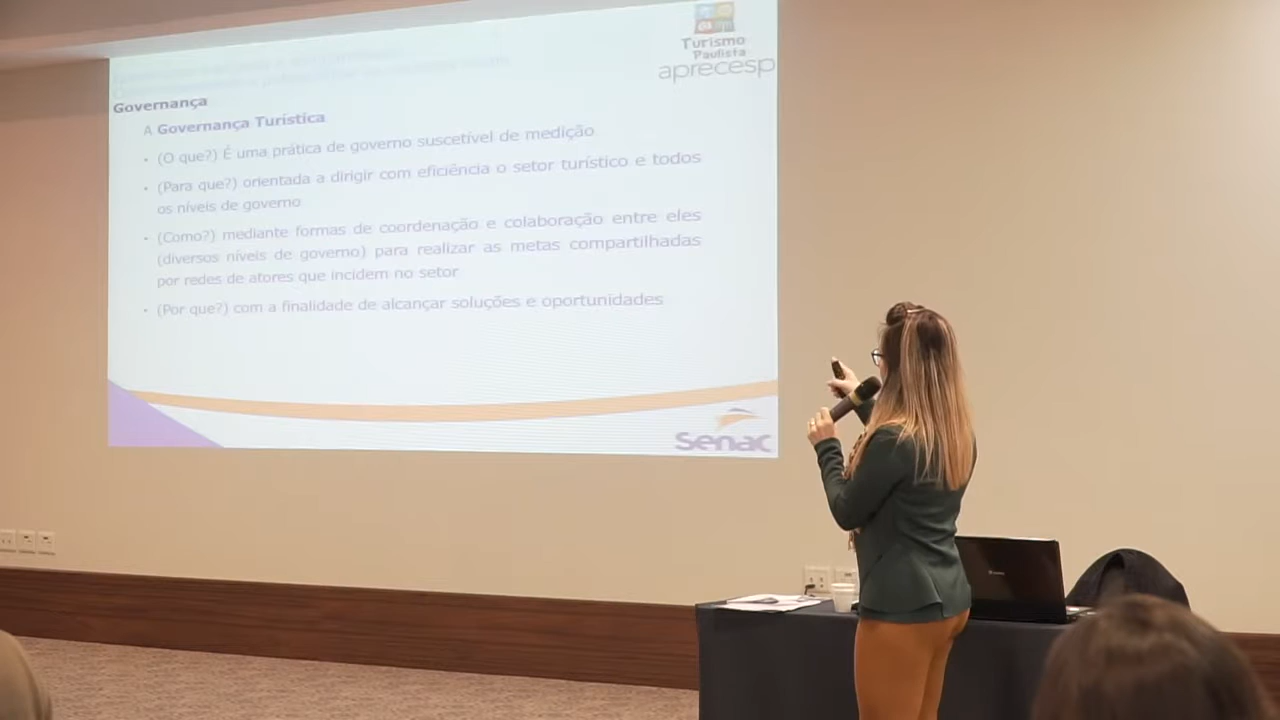 Turismo
Paulista
aprecesp
Governança
A Governança Turística
• (O que?) É uma prática de governo suscetível de medição
• (Para que?) orientada a dirigir com eficiência o setor turístico e todos
os níveis de governo
• (Como?) mediante formas de coordenação e colaboração entre eles
(diversos níveis de governo) para realizar as metas compartilhadas
por redes de atores que incidem no setor
• (Por que?) com a finalidade de alcançar soluções e oportunidades
Senac